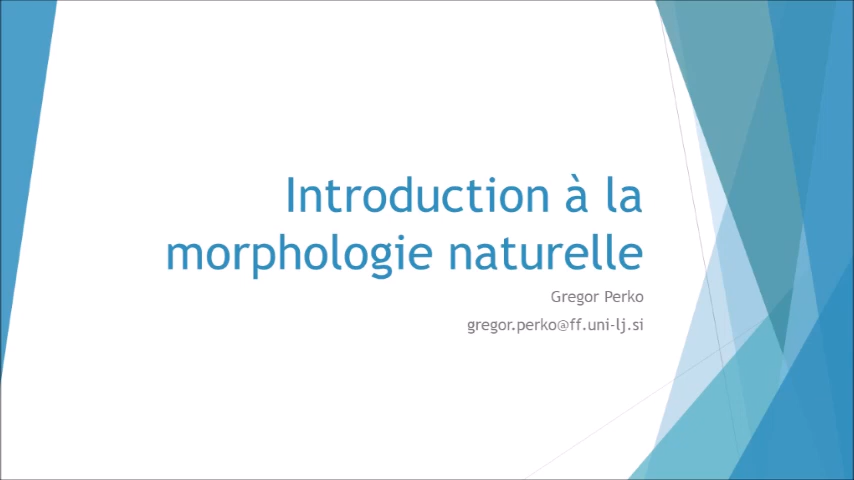 Introduction à la
morphologie naturelle
Gregor Perko
gregor.perko@ff.uni-lj.si